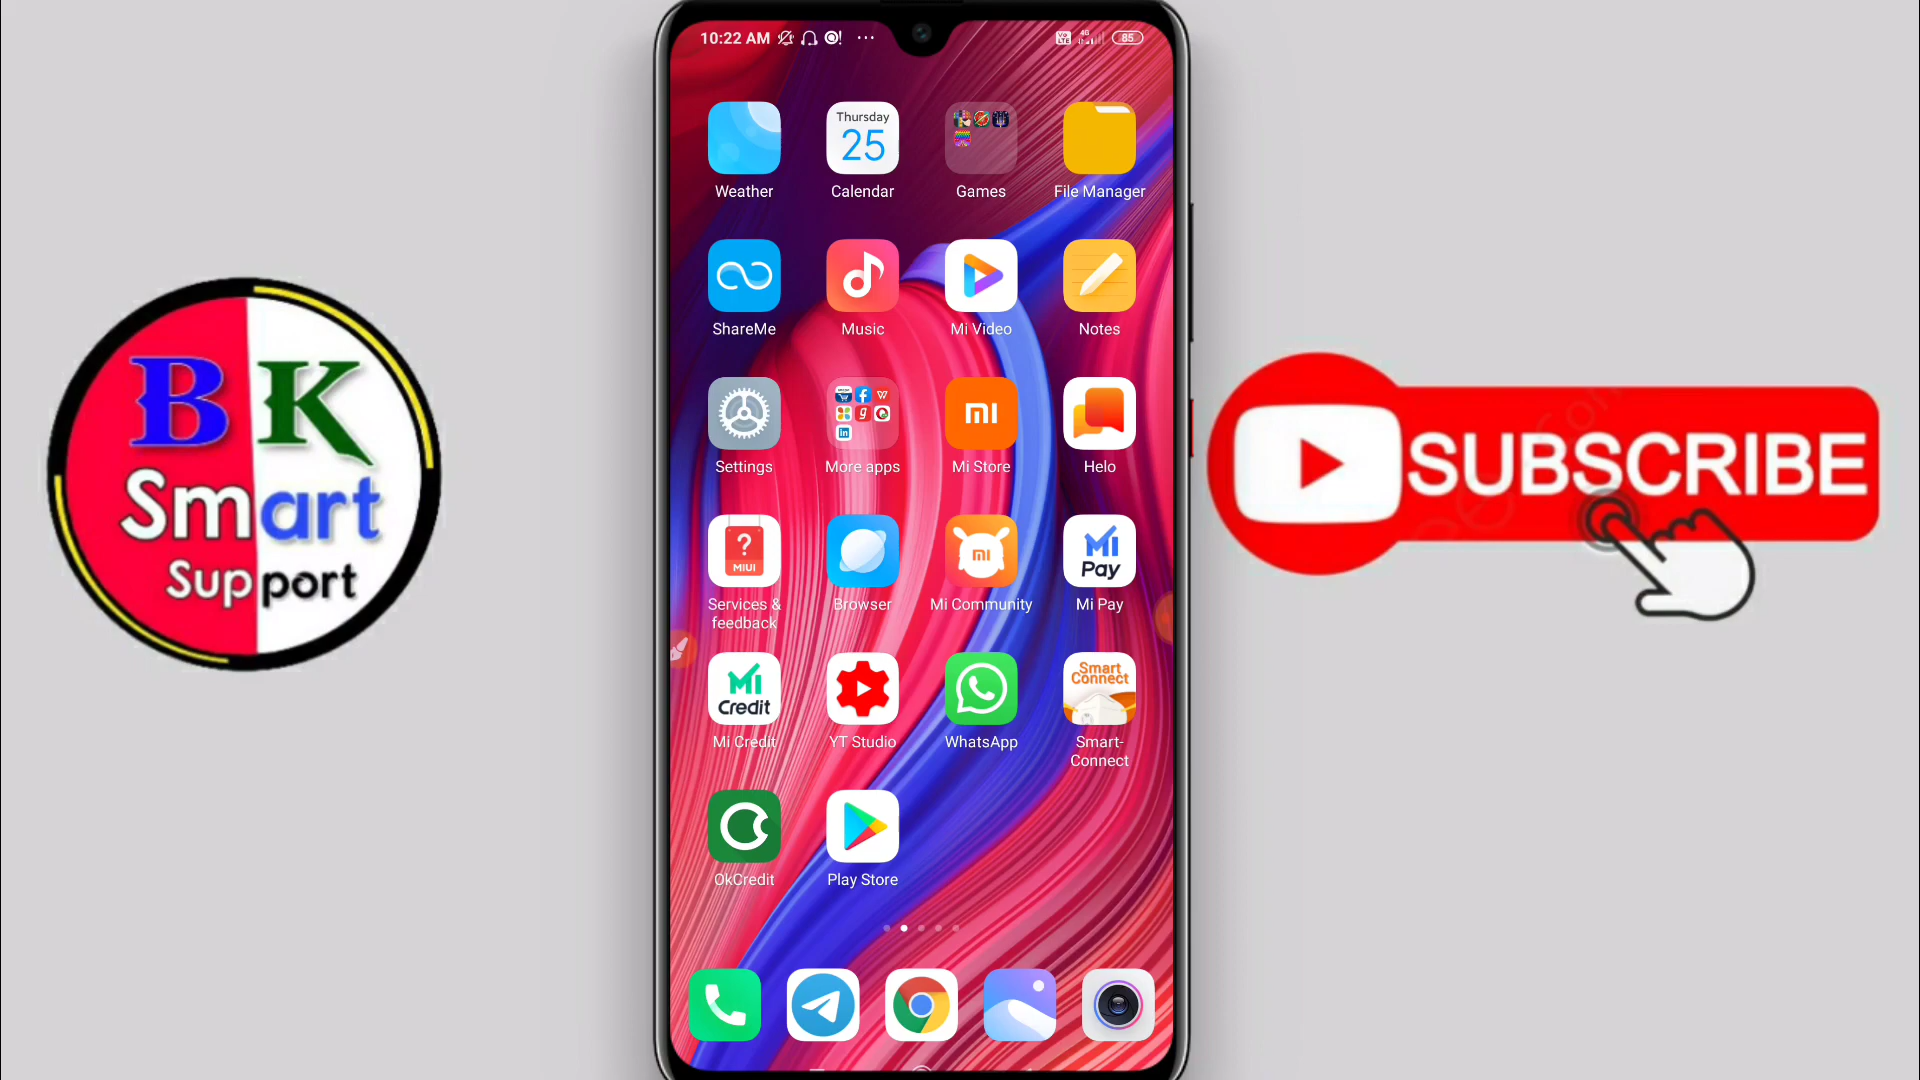 10:22 AM
85
Thursday
25
Weather
Calendar
Games
File Manager
ShareMe
Music
Mi Video
Notes
Settings
More apps
Mi Store
Helo
?
MIUI
mi
Mi
Pay
Services &
feedback
Browser
Mi Community
Mi Pay
Mi
Credit
Smart
Connect
Mi Credit
YT Studio
WhatsApp
Smart-
Connect
OkCredit
Play Store
BK
Smart
Support
SUBSCRIBE